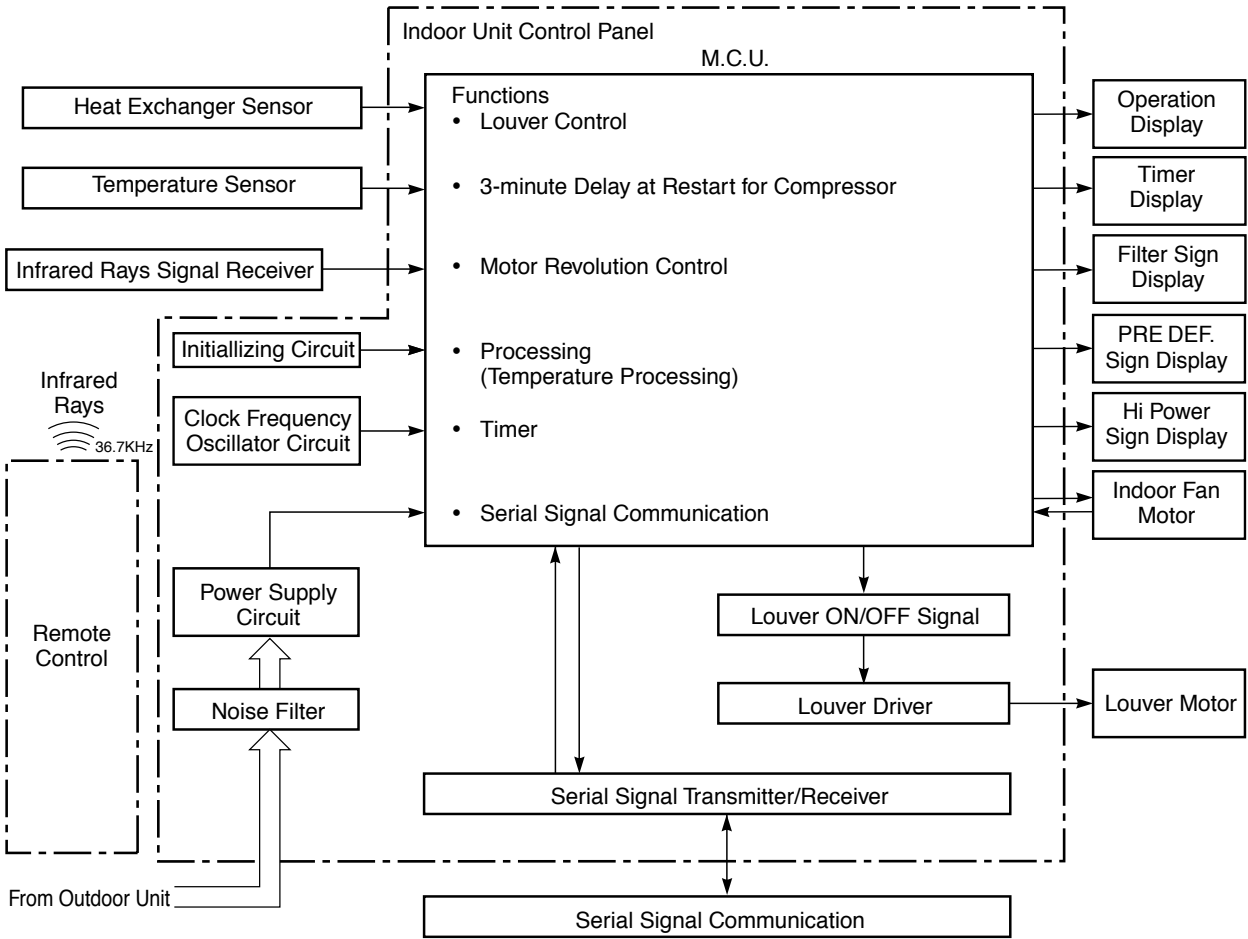 Indoor Unit Control Panel
M.C.U.
Heat Exchanger Sensor
Temperature Sensor
Infrared Rays Signal Receiver
Initiallizing Circuit
Clock Frequency
Oscillator Circuit
Infrared
Rays
36.7KHz
Remote
Control
Power Supply
Circuit
Noise Filter
From Outdoor Unit
Functions
• Louver Control
• 3-minute Delay at Restart for Compressor
• Motor Revolution Control
• Processing
(Temperature Processing)
• Timer
• Serial Signal Communication
Operation
Display
Timer
Display
Filter Sign
Display
PRE DEF.
Sign Display
Hi Power
Sign Display
Indoor Fan
Motor
Louver ON/OFF Signal
Louver Driver
Louver Motor
Serial Signal Transmitter/Receiver
Serial Signal Communication